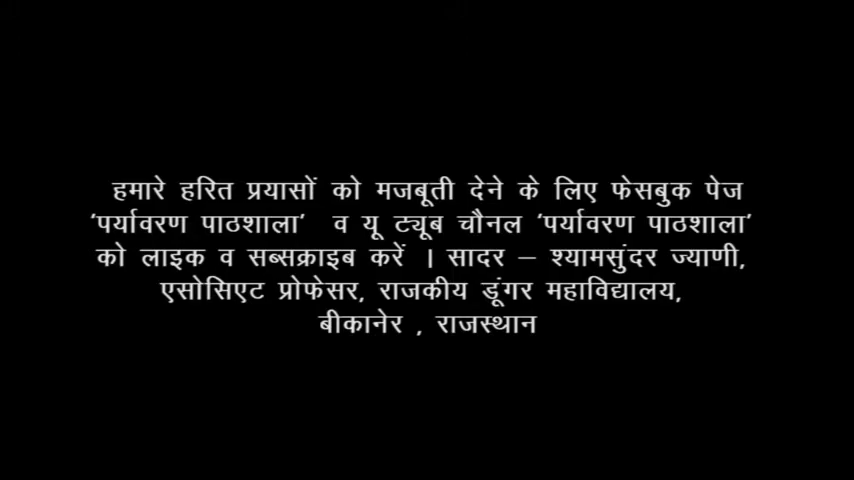 हमारे हरित प्रयासों को मजबूती देने के लिए फेसबुक पेज
'पर्यावरण पाठशाला' व यू ट्यूब चौनल 'पर्यावरण पाठशाला'
को लाइक व सब्सक्राइब करें । सादर – श्यामसुंदर ज्याणी,
एसोसिएट प्रोफेसर, राजकीय डूंगर महाविद्यालय,
बीकानेर , राजस्थान